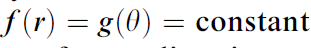 f(r) = g(θ) = constant